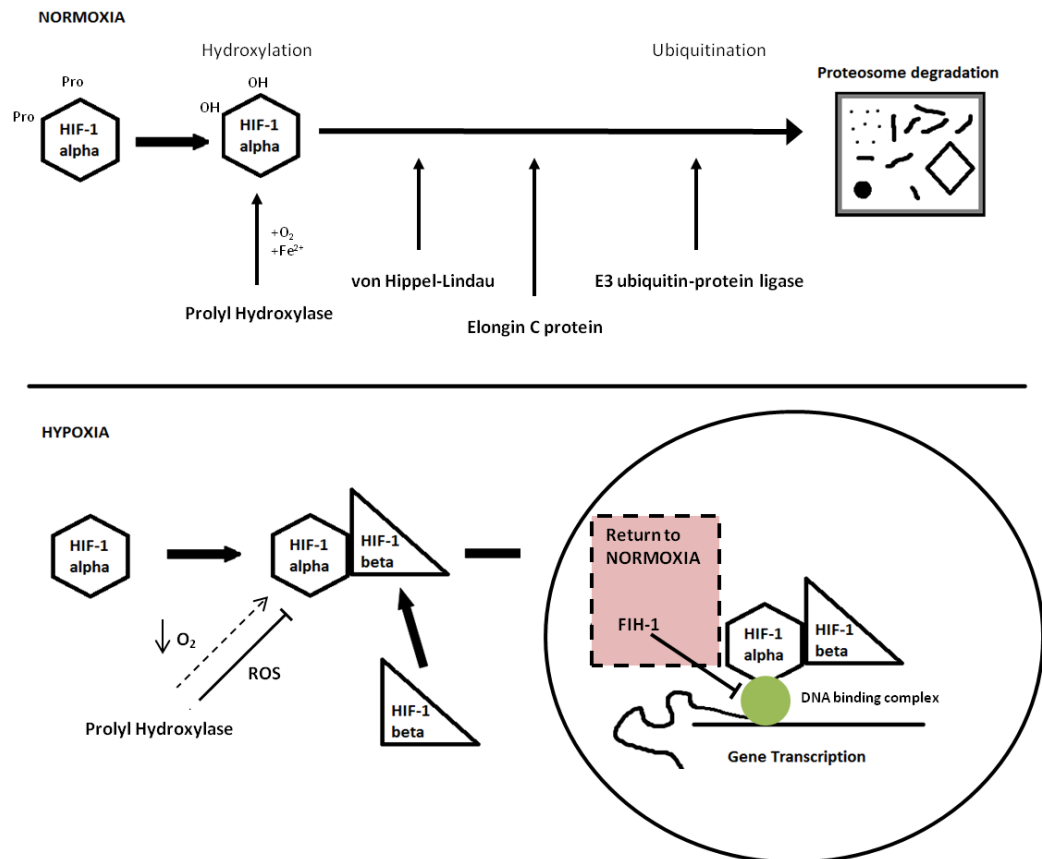 NORMOXIA
Hydroxylation
Ubiquitination
Proteosome degradation
Pro
Pro
HIF-1
alpha
OH
OH
HIF-1
alpha
+O₂
+Fe²⁺
Prolyl Hydroxylase
von Hippel-Lindau
Elongin C protein
E3 ubiquitin-protein ligase
HYPOXIA
HIF-1
alpha
HIF-1
alpha
HIF-1
beta
O₂
ROS
Prolyl Hydroxylase
HIF-1
beta
Return to
NORMOXIA
FIH-1
HIF-1
alpha
HIF-1
beta
DNA binding complex
Gene Transcription